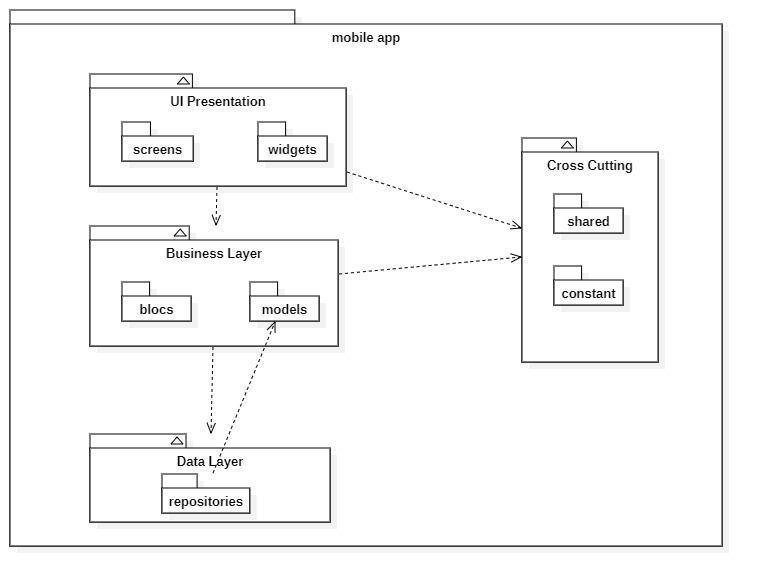 mobile app
UI Presentation
screens
widgets
Cross Cutting
shared
constant
Business Layer
blocs
models
Data Layer
repositories